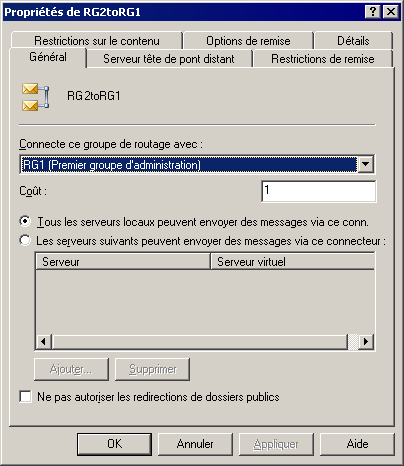 Propriétés de RG2toRG1
Restrictions sur le contenu
Options de remise
Détails
Général
Serveur tête de pont distant
Restrictions de remise
RG2toRG1
Connecte ce groupe de routage avec :
RG1 (Premier groupe d'administration)
Coût :
1
Tous les serveurs locaux peuvent envoyer des messages via ce conn.
Les serveurs suivants peuvent envoyer des messages via ce connecteur :
Serveur
Serveur virtuel
Ajouter...
Supprimer
Ne pas autoriser les redirections de dossiers publics
OK
Annuler
Appliquer
Aide